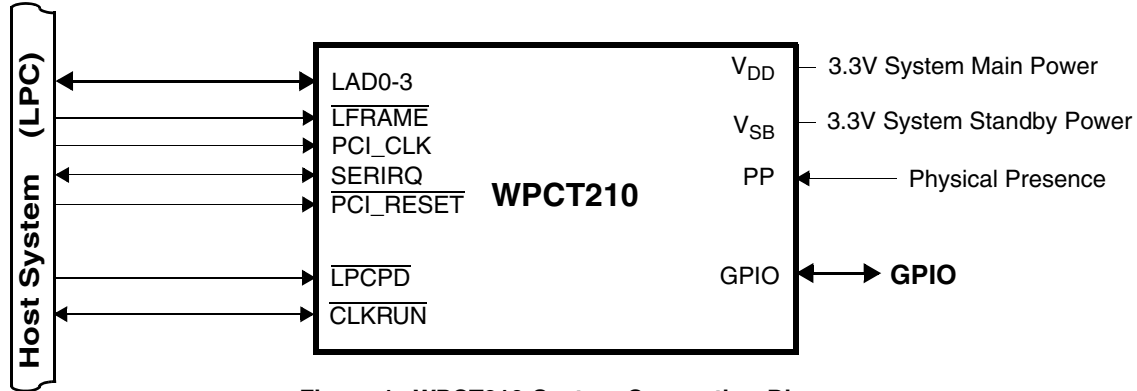 Host System (LPC)
LAD0-3
LFRAME
PCI_CLK
SERIRQ
PCI_RESET
LPCPD
CLKRUN
WPCT210
VDD
3.3V System Main Power
VSB
3.3V System Standby Power
PP
Physical Presence
GPIO
GPIO